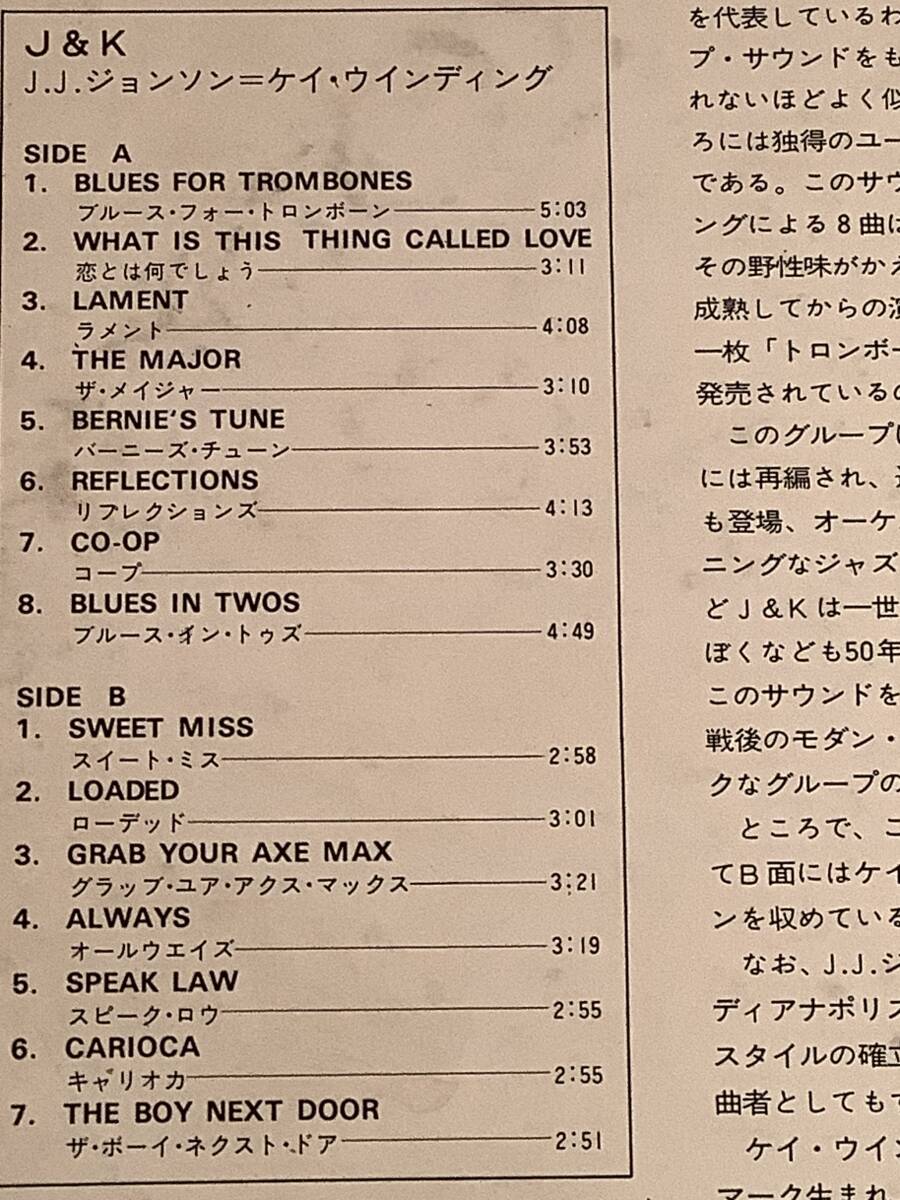 J & K
J.J.ジョンソン=ケイ・ウインディング
SIDE A
1. BLUES FOR TROMBONES
ブルース・フォー・トロンボーン 5:03
2. WHAT IS THIS THING CALLED LOVE
恋とは何でしょう 3:11
3. LAMENT
ラメント 4:08
4. THE MAJOR
ザ・メイジャー 3:10
5. BERNIE'S TUNE
バーニーズ・チューン 3:53
6. REFLECTIONS
リフレクションズ 4:13
7. CO-OP
コープ 3:30
8. BLUES IN TWOS
ブルース・イン・トゥズ 4:49
SIDE B
1. SWEET MISS
スイート・ミス 2:58
2. LOADED
ローデッド 3:01
3. GRAB YOUR AXE MAX
グラップ・ユア・アクス・マックス 3:21
4. ALWAYS
オールウエイズ 3:19
5. SPEAK LAW
スピーク・ロウ 2:55
6. CARIOCA
キャリオカ 2:55
7. THE BOY NEXT DOOR
ザ・ボーイ・ネクスト・ドア 2:51
を代表しているわ
プ・サウンドをも
れないほどよく似
ろには独得のユー
である。このサウ
ングによる8曲は
その野性味がかえ
成熟してからの演
一枚「トロンボー
発売されているの
このグループは
には再編され、
も登場、オーケ
ニングなジャズ
どJ&Kは一世
ぼくなども50年
このサウンドを
戦後のモダン・
クなグループの
ところで、こ
てB面にはケイ
ンを収めている
なお、J.J.ジ
ディアナポリス
スタイルの確立
曲者としてもす
ケイ・ウイン
マーク生まれ